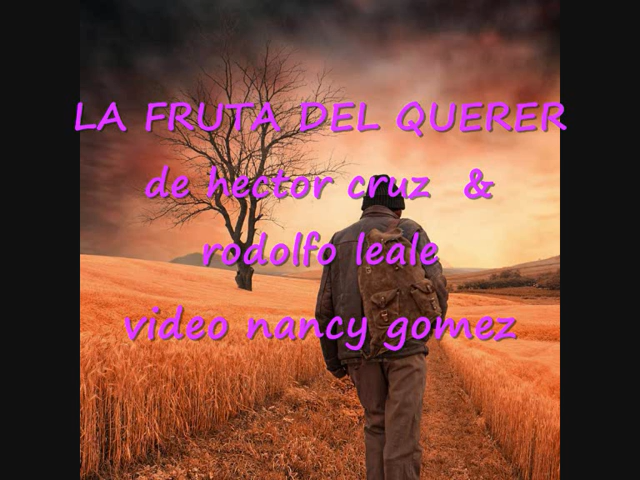 LA FRUTA DEL QUERER
de hector cruz &
rodolfo leale
video nancy gomez